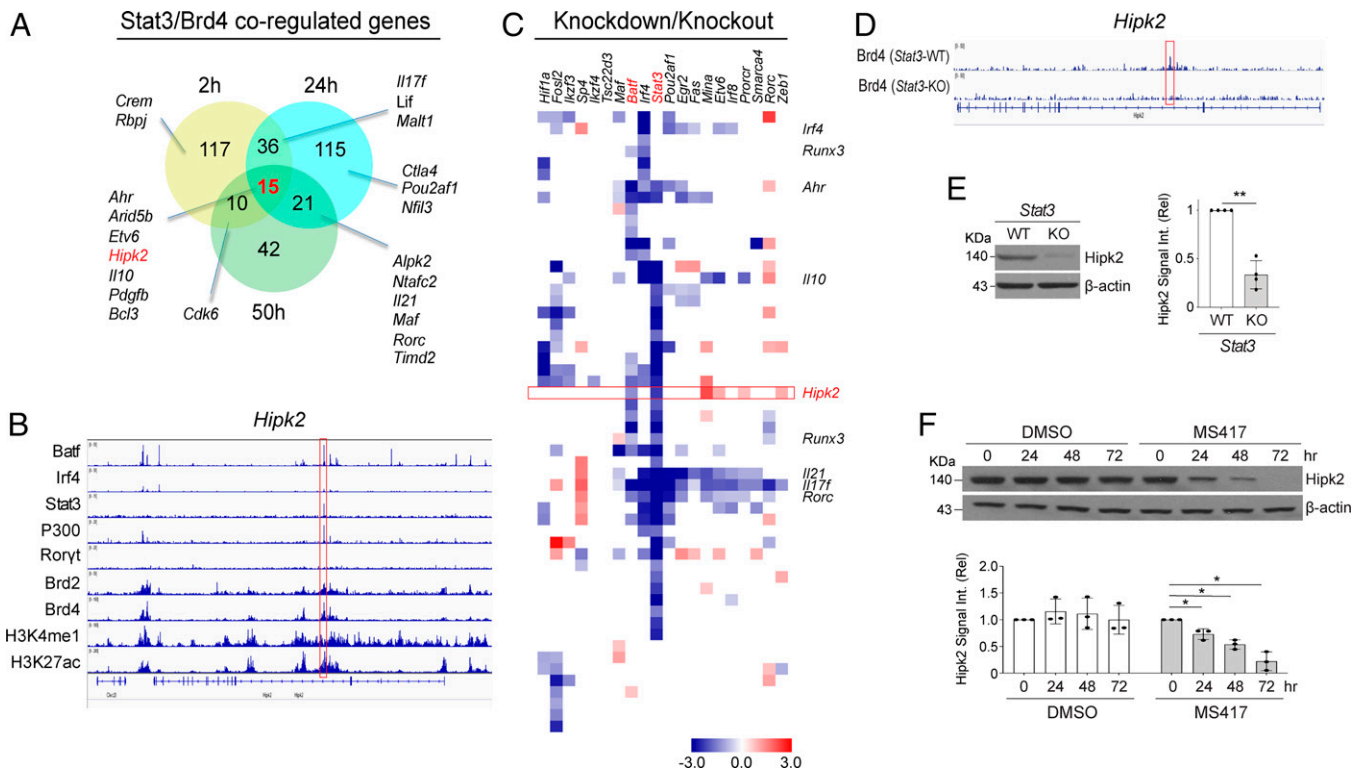 A
Stat3/Brd4 co-regulated genes
2h
24h
Crem
Rbpj
Il17f
Lif
Malt1
117
36
115
15
10
21
42
Ctla4
Pou2af1
Nfil3
Ahr
Arid5b
Etv6
Hipk2
Il10
Pdgfb
Bcl3
Cdk6
50h
Alpk2
Ntafc2
Il21
Maf
Rorc
Timd2
B
Hipk2
Batf
Irf4
Stat3
P300
Rorγt
Brd2
Brd4
H3K4me1
H3K27ac
C
Knockdown/Knockout
Hif1a
Fosl2
Ikzf3
Sp4
Ikzf4
Tsc22d3
Maf
Batf
Irf4
Stat3
Pou2af1
Egr2
Fas
Mina
Etv6
Irf8
Prorcr
Smarca4
Rorc
Zeb1
Irf4
Runx3
Ahr
Il10
Hipk2
Runx3
Il21
Il17f
Rorc
-3.0 0.0 3.0
D
Hipk2
Brd4 (Stat3-WT)
Brd4 (Stat3-KO)
Hipk2
E
Stat3
KDa WT KO
140 Hipk2
43 β-actin
Hipk2 Signal Int. (Rel)
1
0.5
0
**
WT KO
Stat3
F
DMSO MS417
KDa 0 24 48 72 0 24 48 72 hr
140 Hipk2
43 β-actin
Hipk2 Signal Int. (Rel)
2.0
1.5
1.0
0.5
0
*
*
*
0 24 48 72 0 24 48 72 hr
DMSO MS417